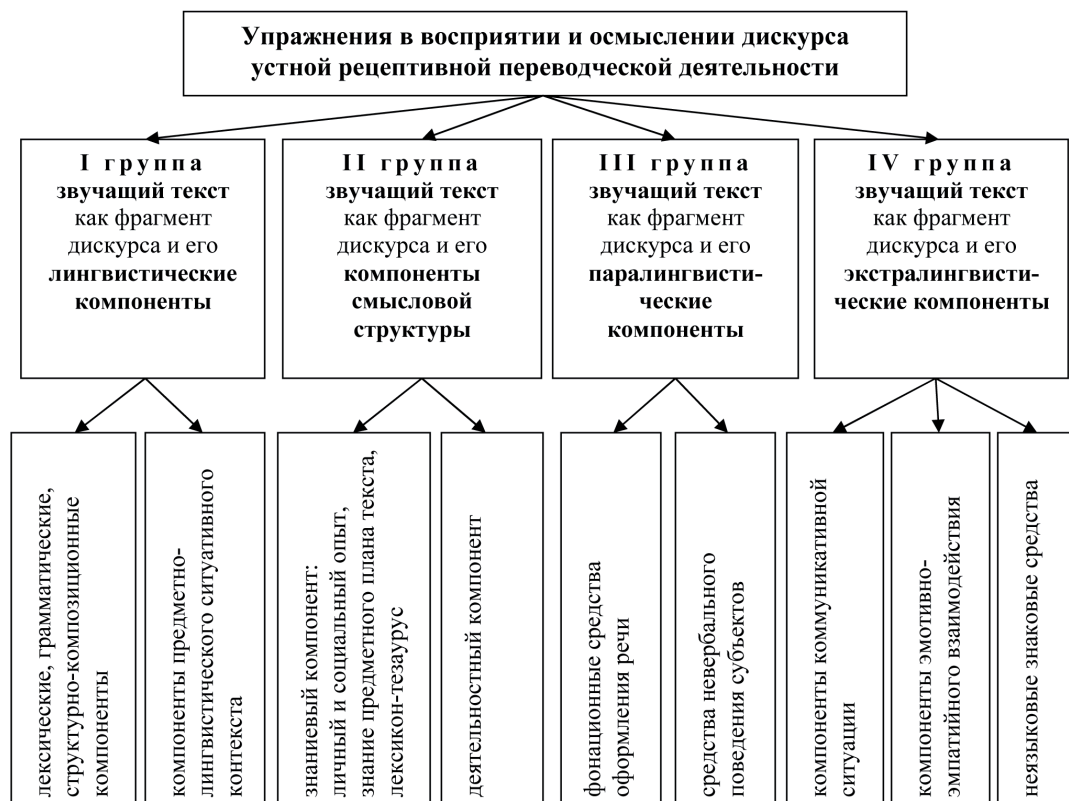 Упражнения в восприятии и осмыслении дискурса
устной рецептивной переводческой деятельности
I группа
звучащий текст
как фрагмент
дискурса и его
лингвистические
компоненты
II группа
звучащий текст
как фрагмент
дискурса и его
компоненты
смысловой
структуры
III группа
звучащий текст
как фрагмент
дискурса и его
паралингвисти-
ческие
компоненты
IV группа
звучащий текст
как фрагмент
дискурса и его
экстралингвисти-
ческие компоненты
лексические, грамматические,
структурно-композиционные
компоненты
компоненты предметно-
лингвистического ситуативного
контекста
знаниевый компонент:
личный и социальный опыт,
знание предметного плана текста,
лексикон-тезаурус
деятельностный компонент
фонационные средства
оформления речи
средства невербального
поведения субъектов
компоненты коммуникативной
ситуации
компоненты эмотивно-
эмпатийного взаимодействия
неязыковые знаковые средства